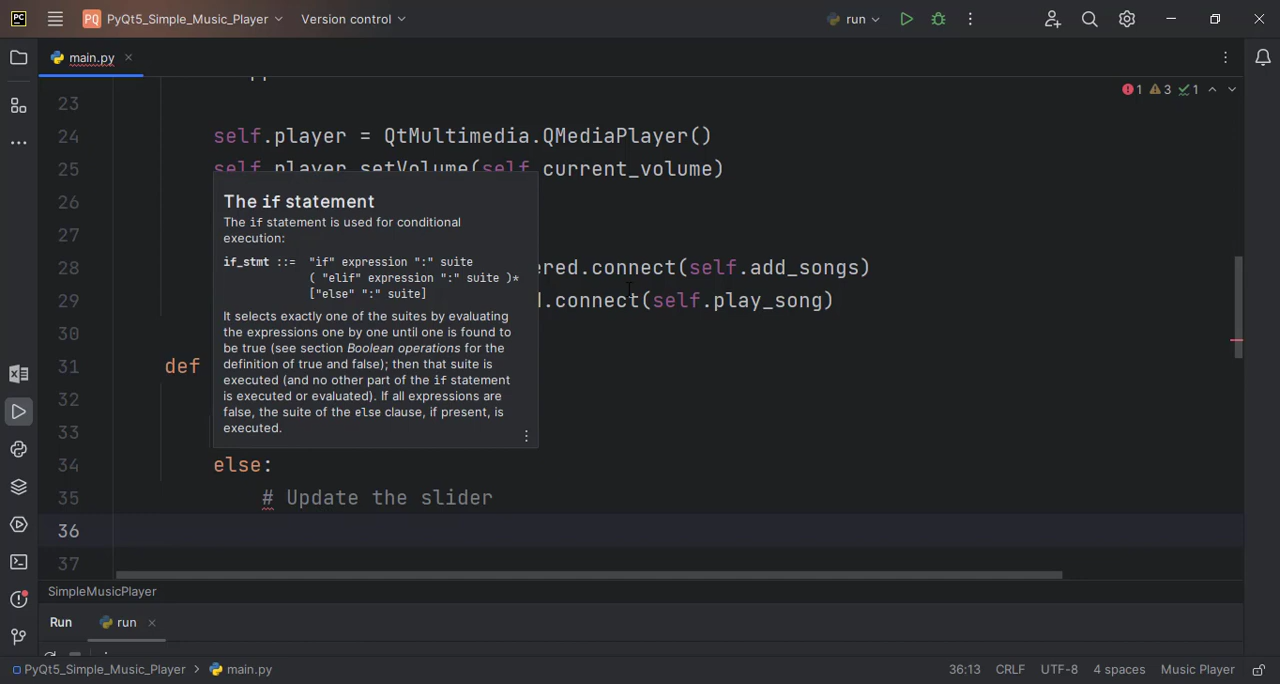 PC PQ PyQt5_Simple_Music_Player Version control run
main.py
1 3 1
23
24 self.player = QtMultimedia.QMediaPlayer()
25 self.player.setVolume(self.current_volume)
26
27
28 ered.connect(self.add_songs)
29 d.connect(self.play_song)
30
31 def
32
33
34 else:
35 # Update the slider
36
37
The if statement
The if statement is used for conditional
execution:
if_stmt ::= "if" expression ":" suite
( "elif" expression ":" suite )*
["else" ":" suite]
It selects exactly one of the suites by evaluating
the expressions one by one until one is found to
be true (see section Boolean operations for the
definition of true and false); then that suite is
executed (and no other part of the if statement
is executed or evaluated). If all expressions are
false, the suite of the else clause, if present, is
executed.
SimpleMusicPlayer
Run run
PyQt5_Simple_Music_Player > main.py 36:13 CRLF UTF-8 4 spaces Music Player